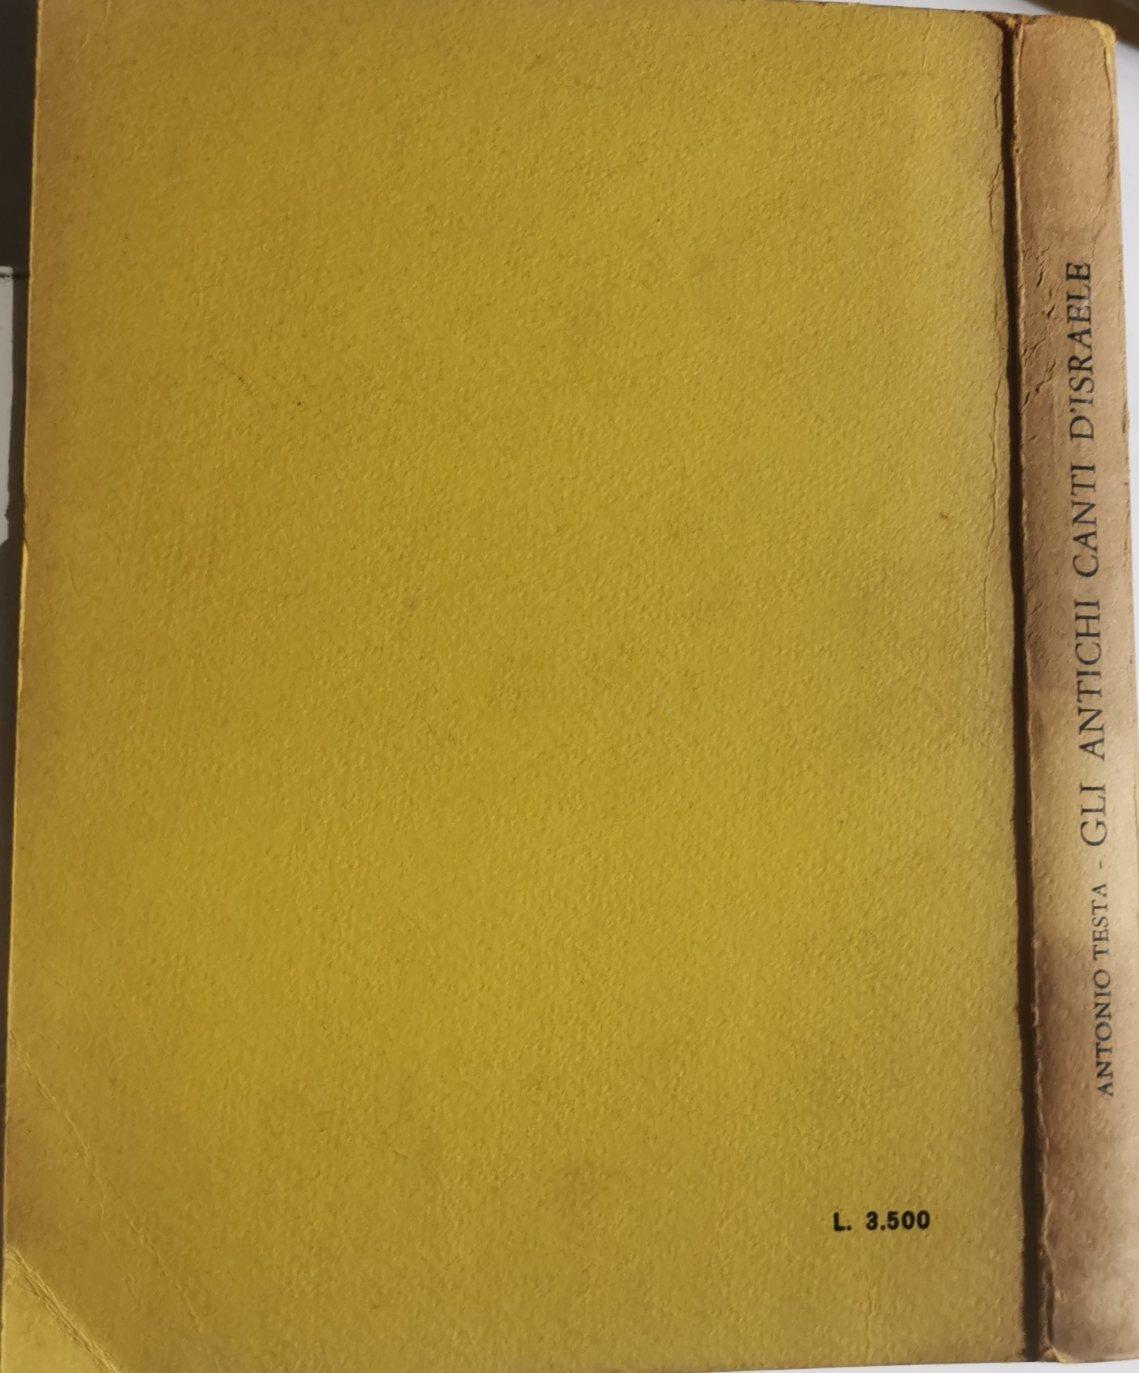 ANTONIO TESTA - GLI ANTICHI CANTI D'ISRAELE
L. 3.500